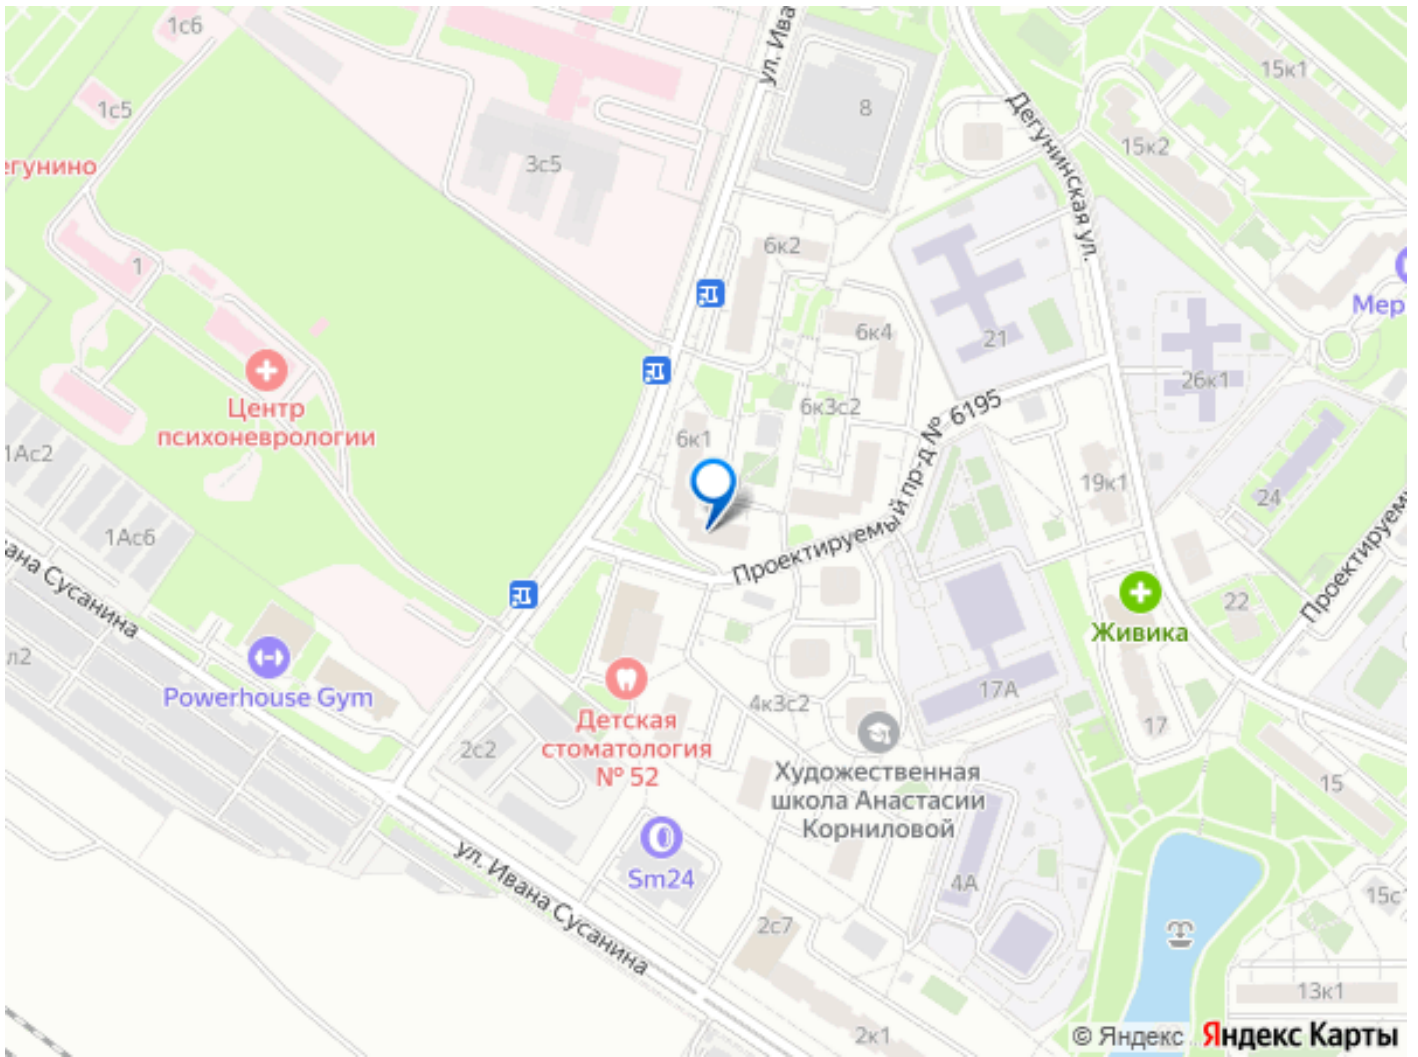 1с6
1с5
егунино
1
3с5
ул. Ива
8
15к1
15к2
Дегунинская ул.
6к2
6к4
21
26к1
Мер
6к3с2
6к1
Проектируемый пр-д № 6195
19к1
24
Центр
психоневрологии
1Ас2
1Ас6
ана Сусанина
л2
Powerhouse Gym
22
Проектируем
Живика
17А
17
15
4к3с2
2с2
Детская
стоматология
№ 52
Художественная
школа Анастасии
Корниловой
ул. Ивана Сусанина
Sm24
4А
2с7
15с
13к1
2к1
© Яндекс
Яндекс Карты